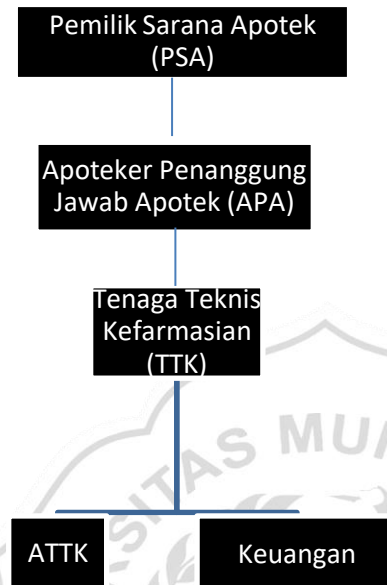 Pemilik Sarana Apotek
(PSA)
Apoteker Penanggung
Jawab Apotek (APA)
Tenaga Teknis
Kefarmasian
(TTK)
ATTK
Keuangan